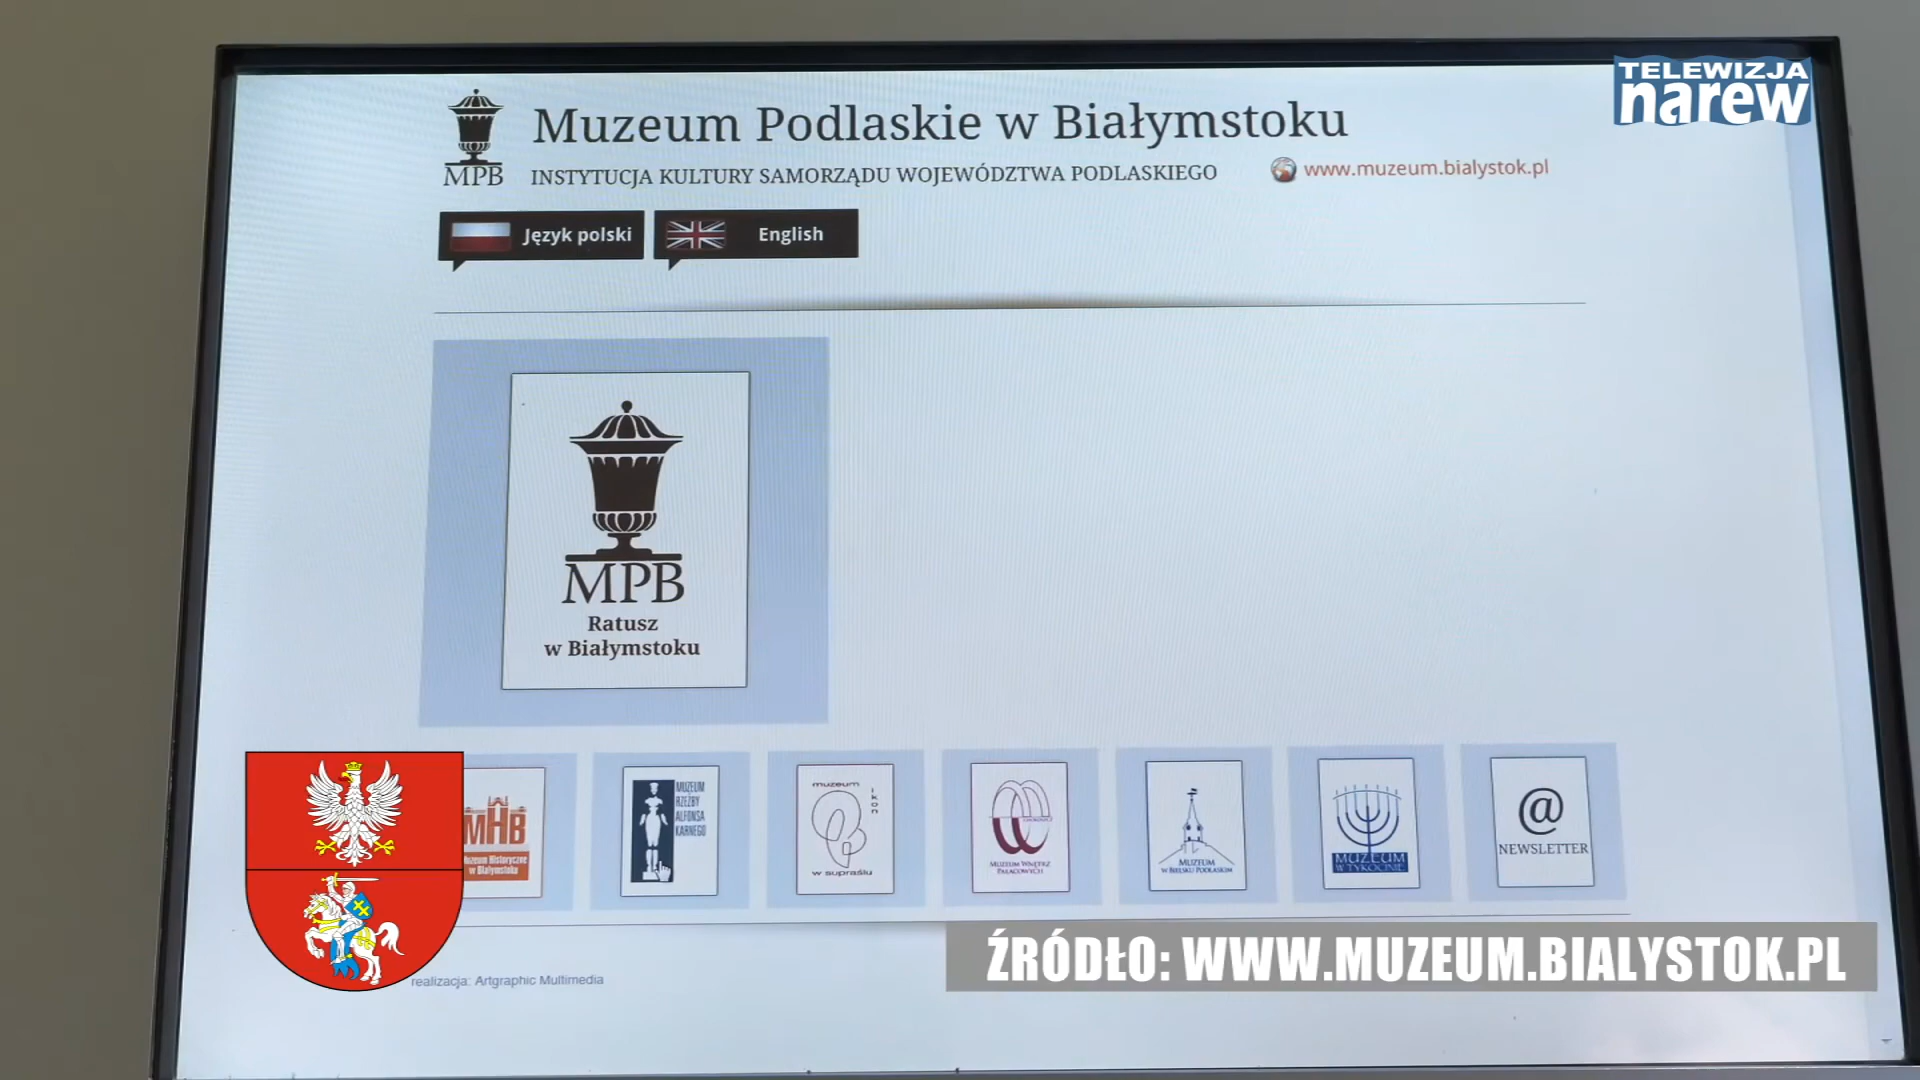 TELEWIZJA
narew
Muzeum Podlaskie w Białymstoku
MPB
INSTYTUCJA KULTURY SAMORZĄDU WOJEWÓDZTWA PODLASKIEGO
www.muzeum.bialystok.pl
Język polski
English
MPB
Ratusz
w Białymstoku
MHB
Muzeum Historyczne
w Białymstoku
MUZEUM
RZEŹBY
ALFONSA
KARNEGO
muzeum
ikon
w supraślu
CHOROSZCZ
MUZEUM WNĘTRZ
PAŁACOWYCH
MUZEUM
W BIELSKU PODLASKIM
MUZEUM
W TYKOCINIE
@
NEWSLETTER
realizacja: Artgraphic Multimedia
ŹRÓDŁO: WWW.MUZEUM.BIALYSTOK.PL